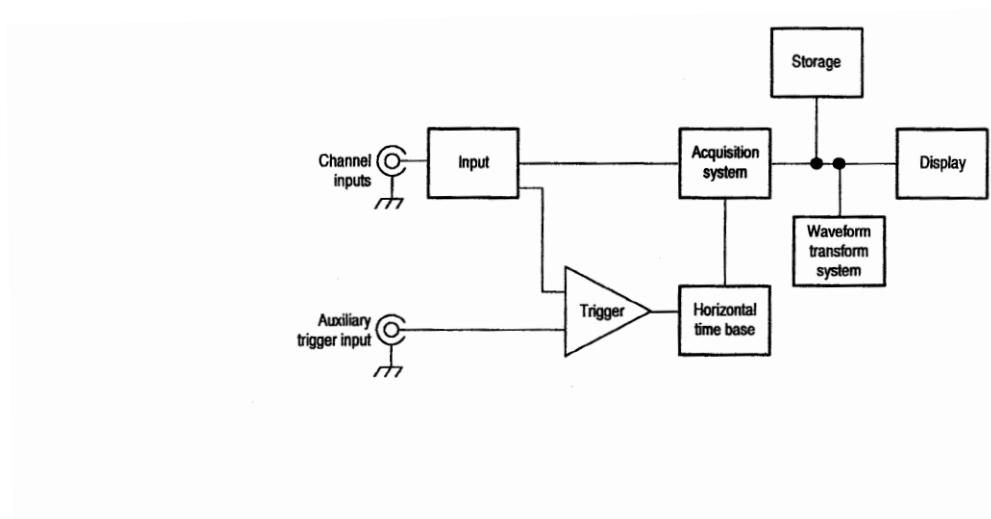 Storage
Channel
inputs
Input
Acquisition
system
Display
Waveform
transform
system
Auxiliary
trigger input
Trigger
Horizontal
time base